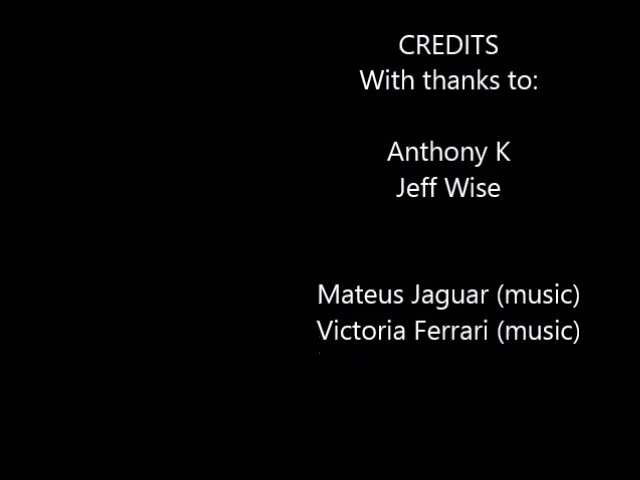 CREDITS
With thanks to:
Anthony K
Jeff Wise
Mateus Jaguar (music)
Victoria Ferrari (music)